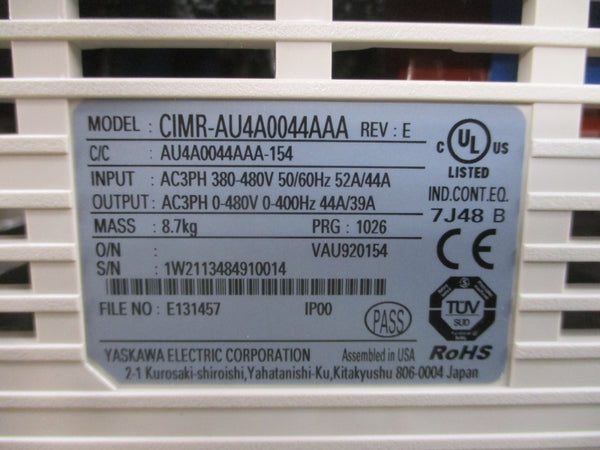 MODEL : CIMR-AU4A0044AAA REV : E
C/C : AU4A0044AAA-154
INPUT : AC3PH 380-480V 50/60Hz 52A/44A
OUTPUT : AC3PH 0-480V 0-400Hz 44A/39A
MASS : 8.7kg PRG : 1026
O/N : VAU920154
S/N : 1W2113484910014
FILE NO : E131457 IP00
PASS
YASKAWA ELECTRIC CORPORATION Assembled in USA
2-1 Kurosaki-shiroishi, Yahatanishi-Ku, Kitakyushu 806-0004 Japan
C UL US
LISTED
IND.CONT.EQ.
7J48 B
CE
TÜV
SÜD
RoHS